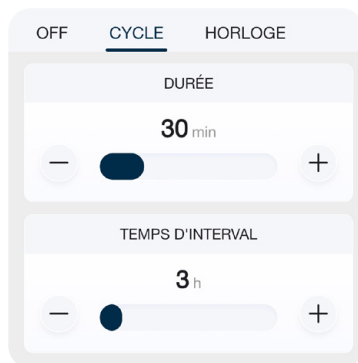 OFF CYCLE HORLOGE
DURÉE
30 min
− +
TEMPS D'INTERVAL
3 h
− +